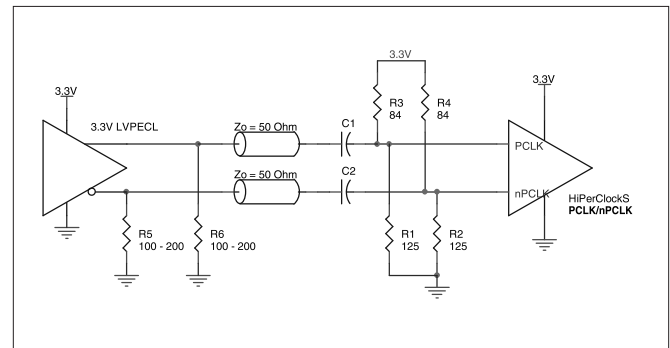 3.3V
3.3V
3.3V
R3
84
R4
84
3.3V LVPECL
Zo = 50 Ohm
C1
PCLK
Zo = 50 Ohm
C2
nPCLK
HiPerClockS
PCLK/nPCLK
R5
100 - 200
R6
100 - 200
R1
125
R2
125